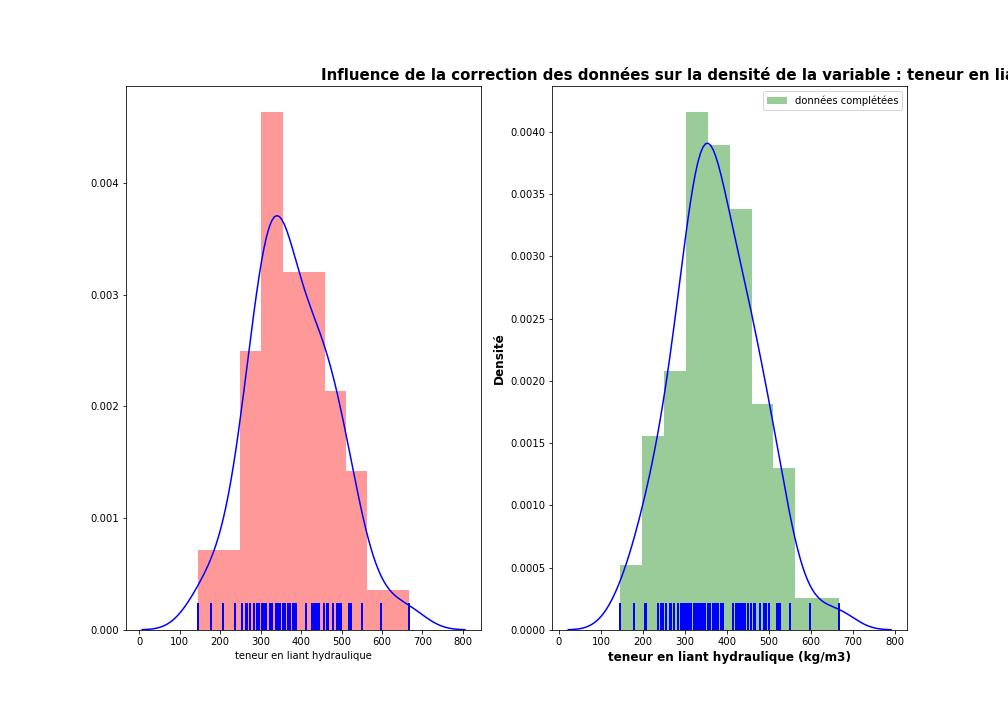 Influence de la correction des données sur la densité de la variable : teneur en lia
données complétées
0.004
0.003
0.002
0.001
0.000
0 100 200 300 400 500 600 700 800
teneur en liant hydraulique
Densité
0.0040
0.0035
0.0030
0.0025
0.0020
0.0015
0.0010
0.0005
0.0000
0 100 200 300 400 500 600 700 800
teneur en liant hydraulique (kg/m3)